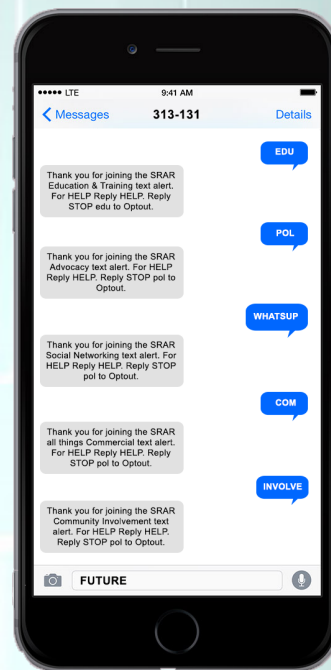 LTE 9:41 AM
Messages 313-131 Details
EDU
Thank you for joining the SRAR
Education & Training text alert.
For HELP Reply HELP. Reply
STOP edu to Optout.
POL
Thank you for joining the SRAR
Advocacy text alert. For HELP
Reply HELP. Reply STOP pol to
Optout.
WHATSUP
Thank you for joining the SRAR
Social Networking text alert. For
HELP Reply HELP. Reply STOP
pol to Optout.
COM
Thank you for joining the SRAR
all things Commercial text alert.
For HELP Reply HELP. Reply
STOP pol to Optout.
INVOLVE
Thank you for joining the SRAR
Community Involvement text
alert. For HELP Reply HELP.
Reply STOP pol to Optout.
FUTURE